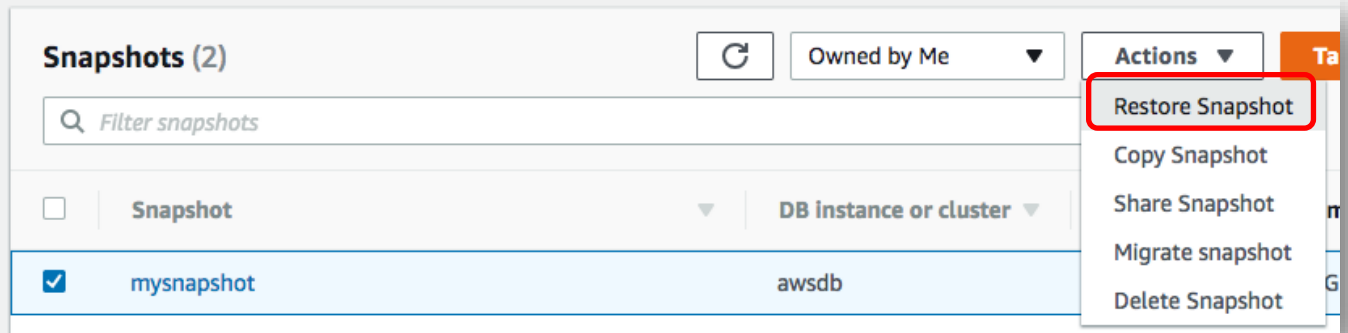 Snapshots (2)
Owned by Me
Actions
Ta
Restore Snapshot
Filter snapshots
Copy Snapshot
Share Snapshot
Migrate snapshot
Delete Snapshot
Snapshot
DB instance or cluster
m
mysnapshot
awsdb
G